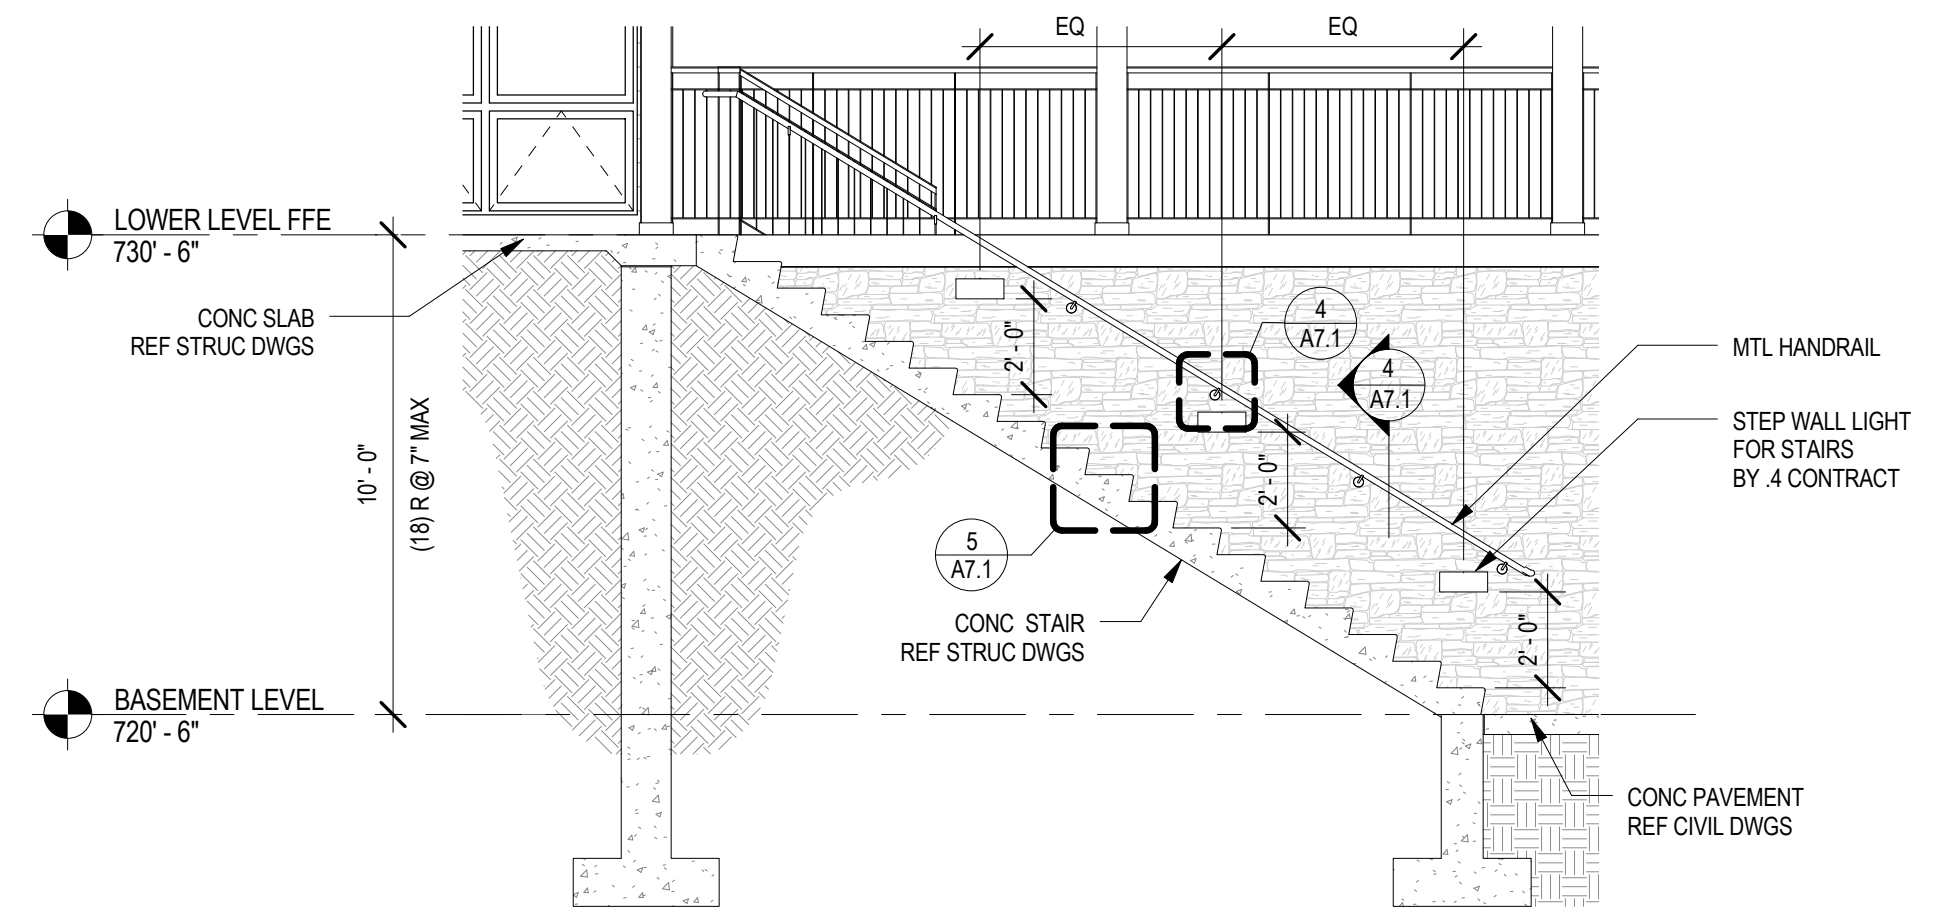 EQ
EQ
LOWER LEVEL FFE
730' - 6"
CONC SLAB
REF STRUC DWGS
10' - 0"
(18) R @ 7" MAX
2' - 0"
4
A7.1
4
A7.1
MTL HANDRAIL
STEP WALL LIGHT
FOR STAIRS
BY .4 CONTRACT
2' - 0"
5
A7.1
CONC STAIR
REF STRUC DWGS
2' - 0"
BASEMENT LEVEL
720' - 6"
CONC PAVEMENT
REF CIVIL DWGS